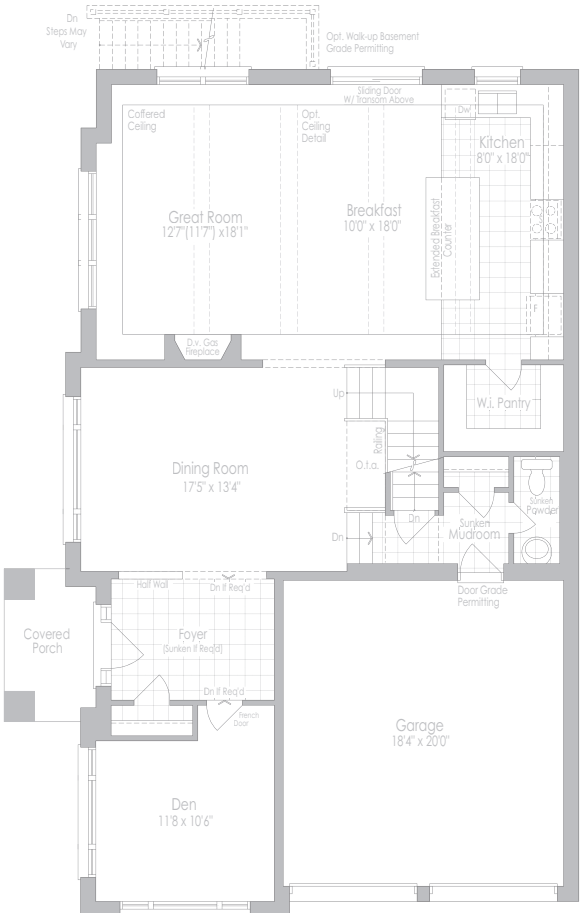 Dn
Steps May
Vary
Opt. Walk-up Basement
Grade Permitting
Sliding Door
W/ Transom Above
Coffered
Ceiling
Opt.
Ceiling
Detail
Dw
Kitchen
8'0" x 18'0"
Great Room
12'7"(11'7") x18'1"
Breakfast
10'0" x 18'0"
Extended Breakfast
Counter
F
D.v. Gas
Fireplace
Up
W.i. Pantry
Railing
O.t.a.
Dining Room
17'5" x 13'4"
Dn
Sunken
Mudroom
Sunken
Powder
Dn
Half Wall
Dn If Req'd
Door Grade
Permitting
Covered
Porch
Foyer
(Sunken If Req'd)
Dn If Req'd
French
Door
Garage
18'4" x 20'0"
Den
11'8 x 10'6"